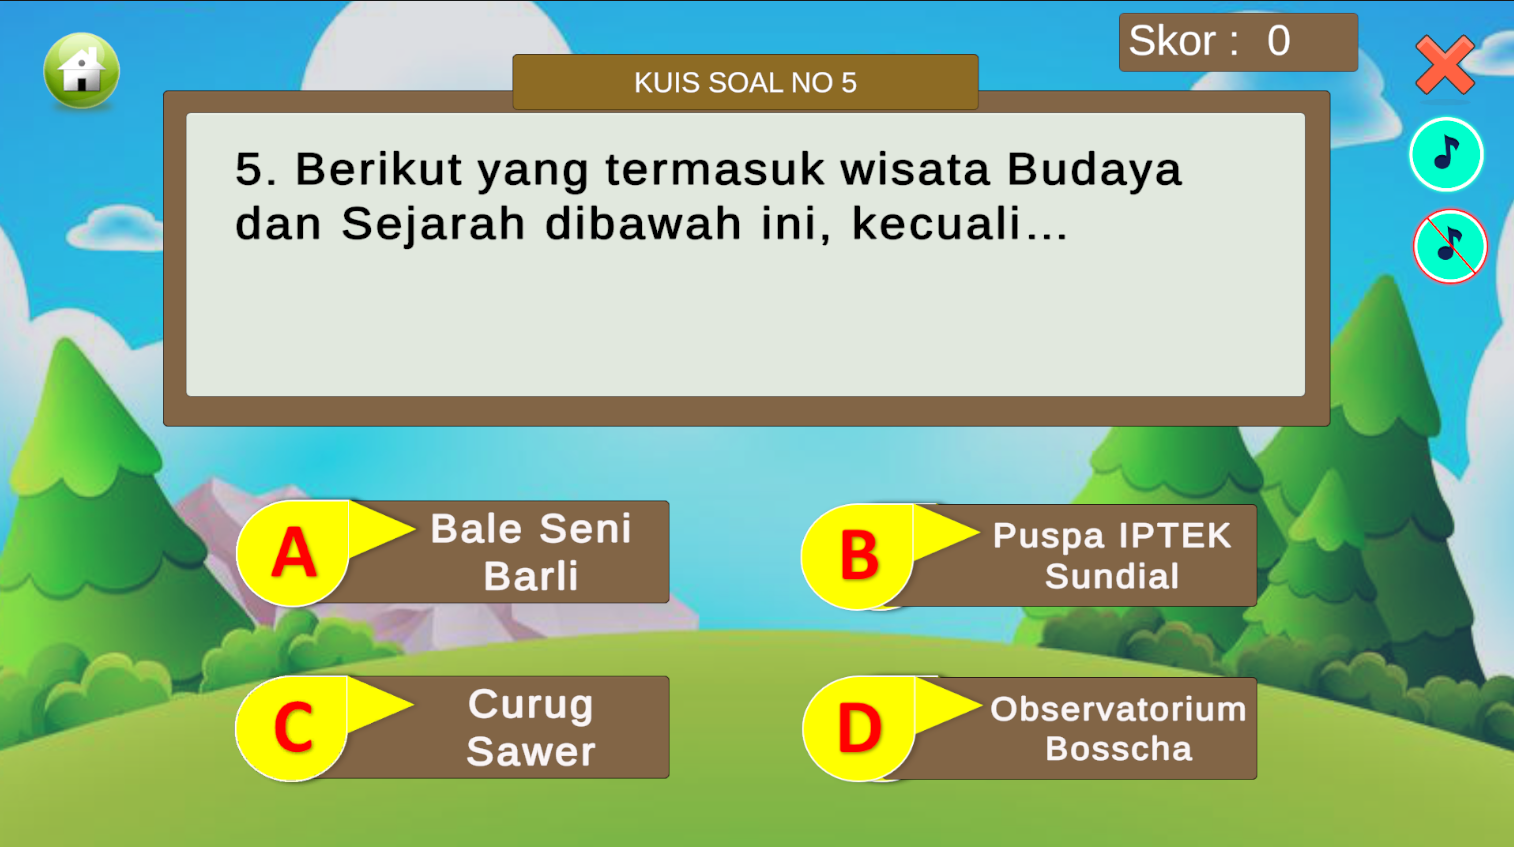 Skor : 0
KUIS SOAL NO 5
5. Berikut yang termasuk wisata Budaya
dan Sejarah dibawah ini, kecuali...
A
Bale Seni
Barli
B
Puspa IPTEK
Sundial
C
Curug
Sawer
D
Observatorium
Bosscha